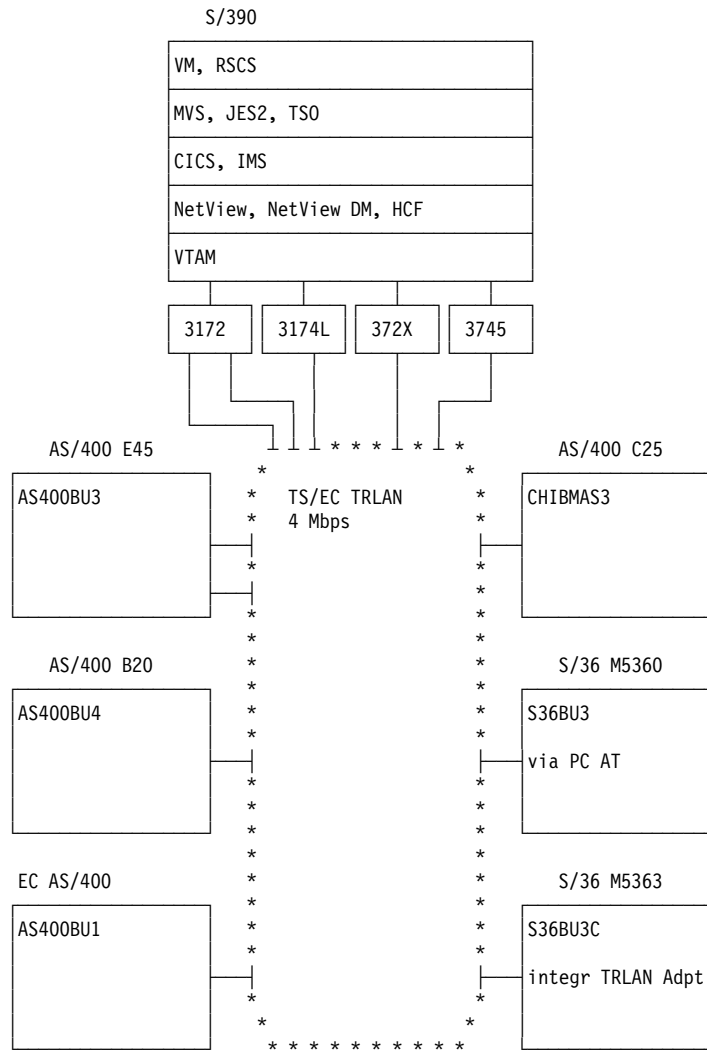 S/390
VM, RSCS
MVS, JES2, TSO
CICS, IMS
NetView, NetView DM, HCF
VTAM
3172
3174L
372X
3745
AS/400 E45
AS400BU3
TS/EC TRLAN
4 Mbps
AS/400 C25
CHIBMAS3
AS/400 B20
AS400BU4
S/36 M5360
S36BU3
via PC AT
EC AS/400
AS400BU1
S/36 M5363
S36BU3C
integr TRLAN Adpt